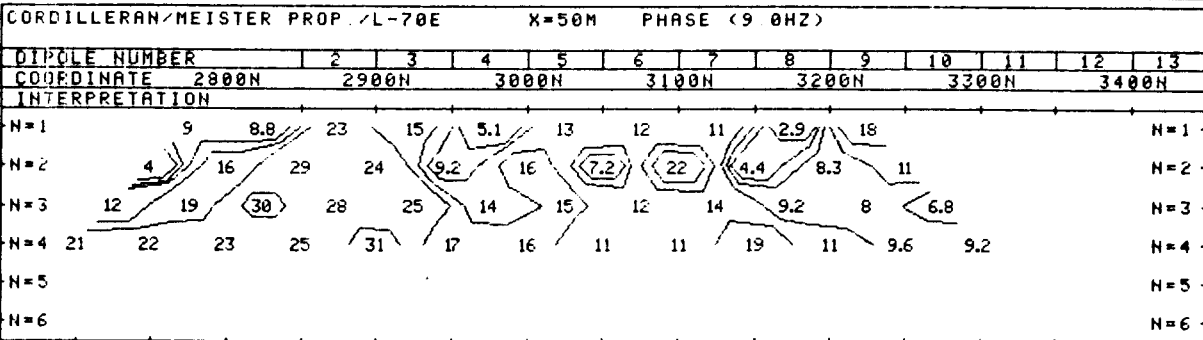 CORDILLERAN/MEISTER PROP./L-70E X=50M PHASE (9.0HZ)
DIPOLE NUMBER 2 3 4 5 6 7 8 9 10 11 12 13
COORDINATE 2800N 2900N 3000N 3100N 3200N 3300N 3400N
INTERPRETATION
N=1 9 8.8 23 15 5.1 13 12 11 2.9 18 N=1
N=2 4 16 29 24 9.2 16 7.2 22 4.4 8.3 11 N=2
N=3 12 19 30 28 25 14 15 12 14 9.2 8 6.8 N=3
N=4 21 22 23 25 31 17 16 11 11 19 11 9.6 9.2 N=4
N=5 N=5
N=6 N=6